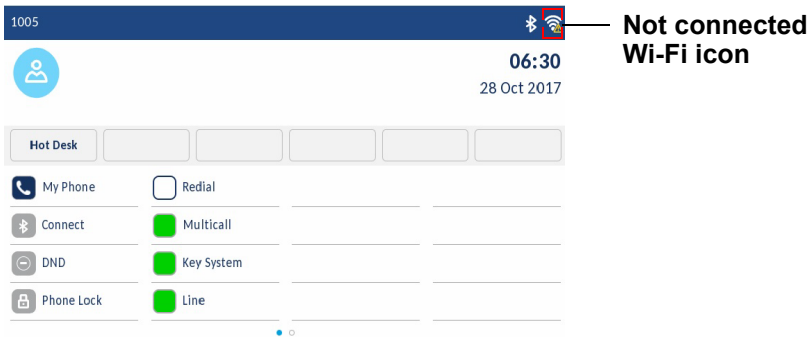 1005
Not connected
Wi-Fi icon
06:30
28 Oct 2017
Hot Desk
My Phone
Redial
Connect
Multicall
DND
Key System
Phone Lock
Line